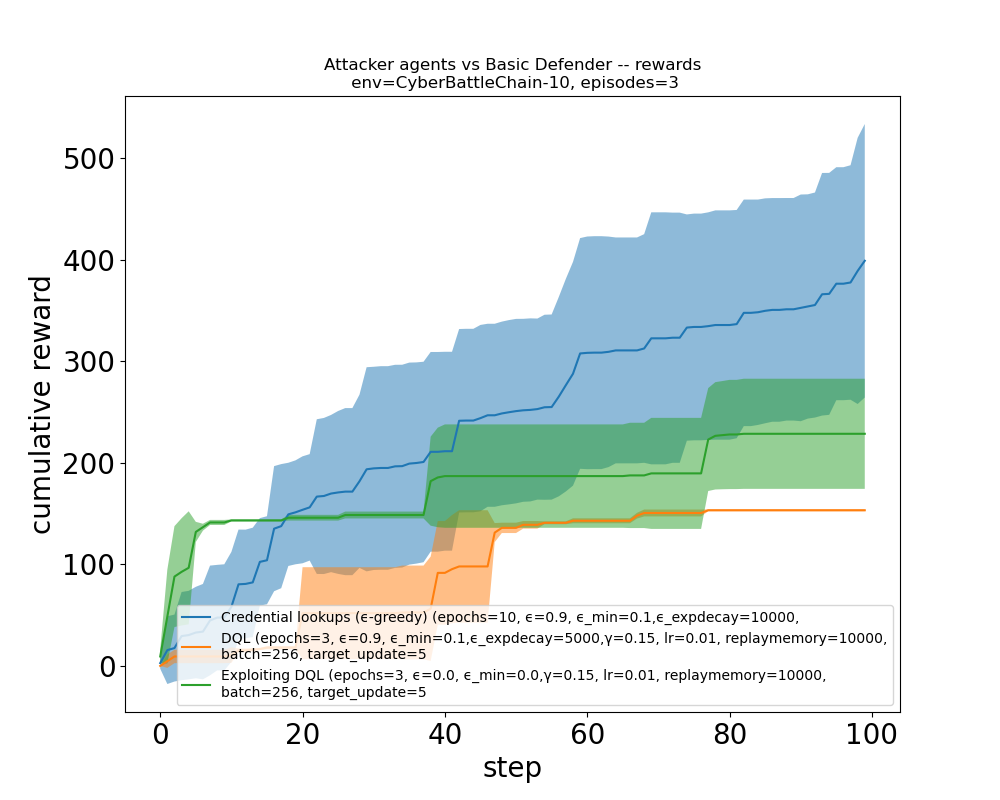 Attacker agents vs Basic Defender -- rewards
env=CyberBattleChain-10, episodes=3
500
400
300
200
100
0
cumulative reward
Credential lookups (ϵ-greedy) (epochs=10, ϵ=0.9, ϵ_min=0.1,ϵ_expdecay=10000,
DQL (epochs=3, ϵ=0.9, ϵ_min=0.1,ϵ_expdecay=5000,γ=0.15, lr=0.01, replaymemory=10000,
batch=256, target_update=5
Exploiting DQL (epochs=3, ϵ=0.0, ϵ_min=0.0,γ=0.15, lr=0.01, replaymemory=10000,
batch=256, target_update=5
0 20 40 60 80 100
step